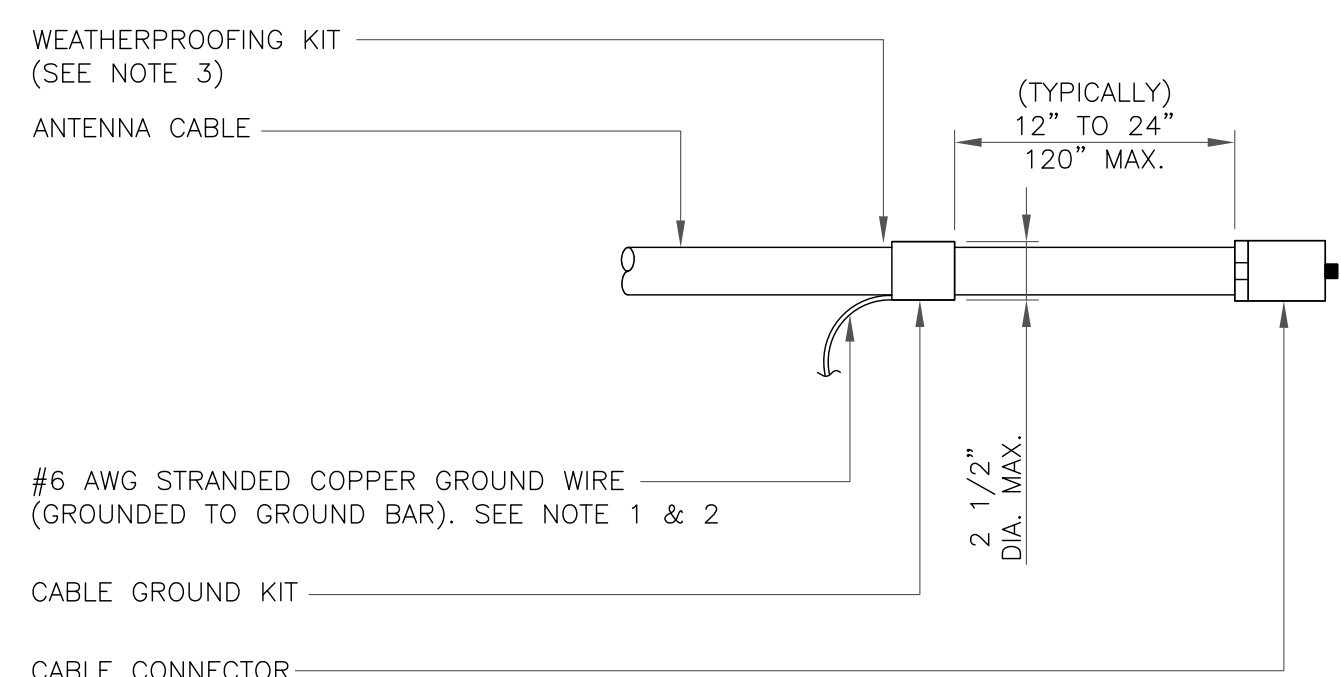 WEATHERPROOFING KIT
(SEE NOTE 3)
ANTENNA CABLE
(TYPICALLY)
12” TO 24”
120” MAX.
2 1/2”
DIA. MAX.
#6 AWG STRANDED COPPER GROUND WIRE
(GROUNDED TO GROUND BAR). SEE NOTE 1 & 2
CABLE GROUND KIT
CABLE CONNECTOR